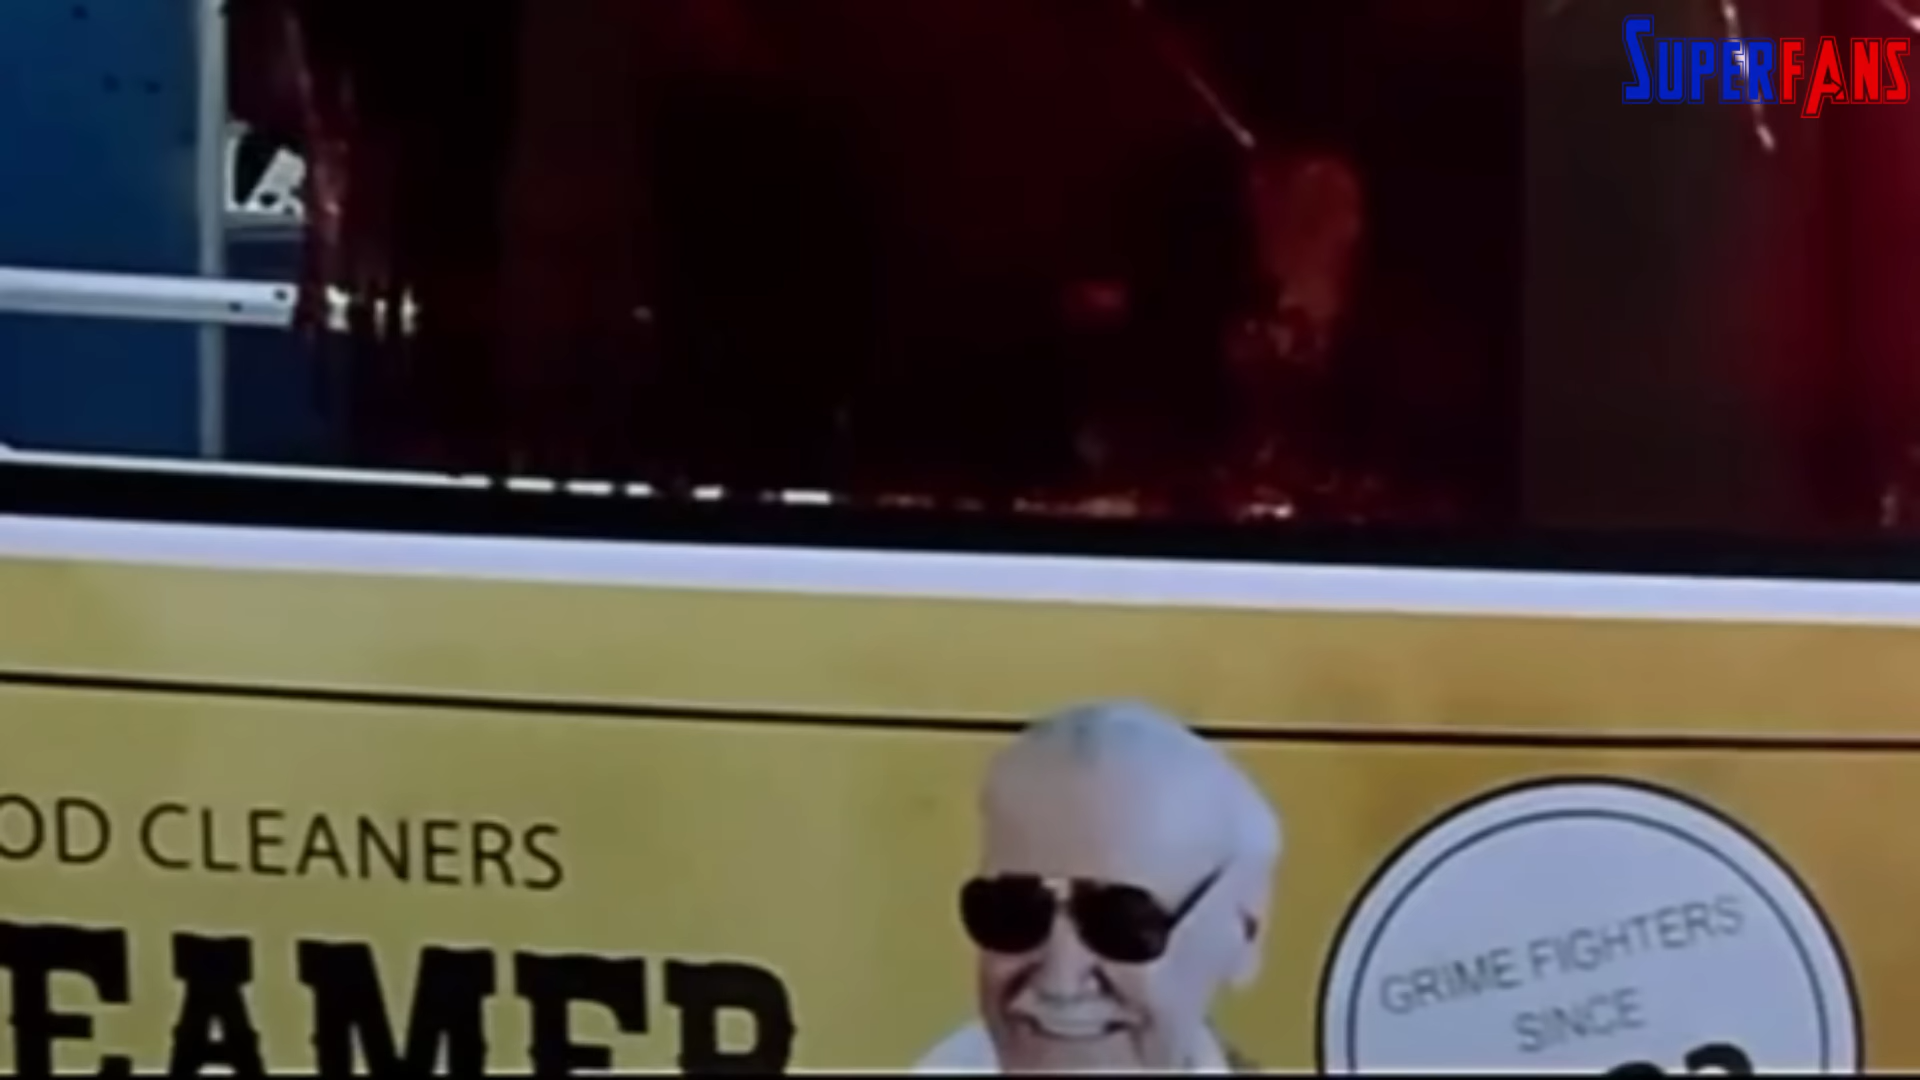 SUPERFANS
OD CLEANERS
EAMER
GRIME FIGHTERS
SINCE